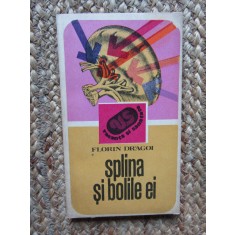 FLORIN DRAGOI
splina
și bolile ei